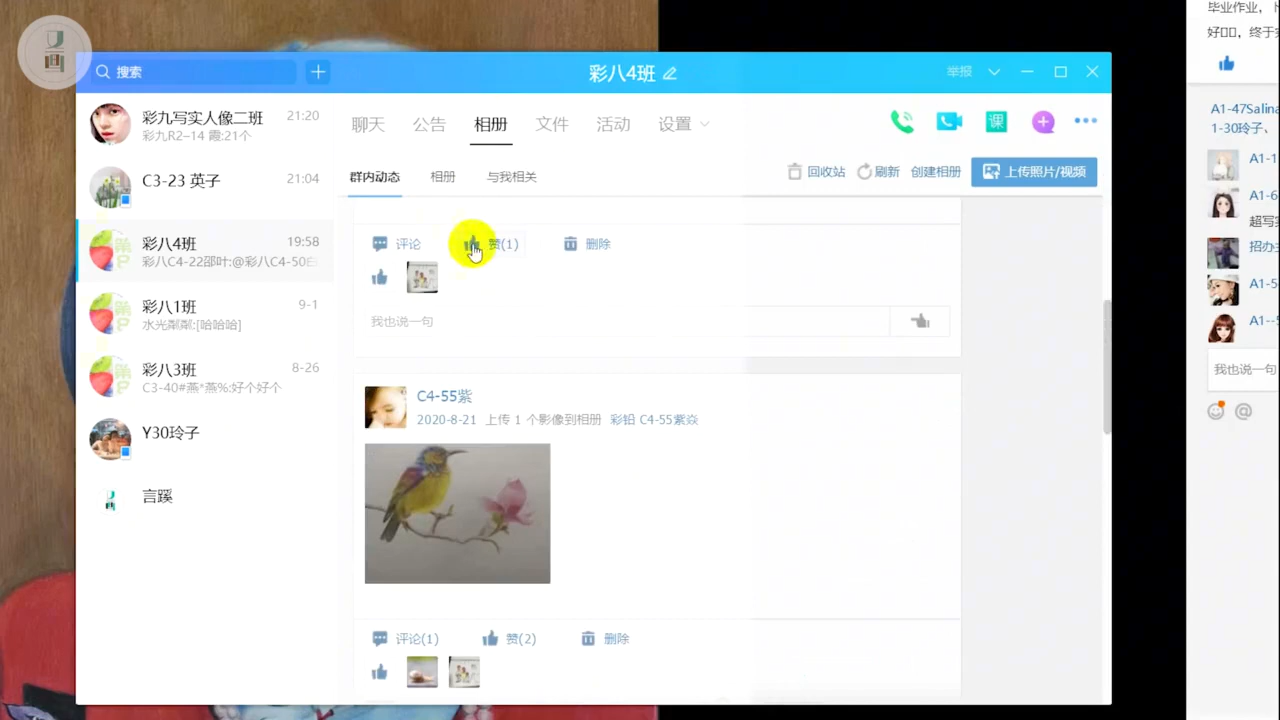 搜索
彩八4班
举报
彩九写实人像二班 21:20
彩九R2-14 霞:21个
C3-23 英子 21:04
彩八4班 19:58
彩八C4-22邵叶:@彩八C4-50
彩八1班 9-1
水光粼粼:[哈哈哈]
彩八3班 8-26
C3-40#燕*燕%:好个好个
Y30玲子
言蹊
聊天 公告 相册 文件 活动 设置
课
群内动态 相册 与我相关
回收站 刷新 创建相册 上传照片/视频
评论 赞(1) 删除
我也说一句
C4-55紫
2020-8-21 上传 1 个影像到相册 彩铅 C4-55紫焱
评论(1) 赞(2) 删除
毕业作业，
A1-47Salina
1-30玲子、
A1-1
A1-6
超写
招办
A1-5
A1--5
我也说一句
@